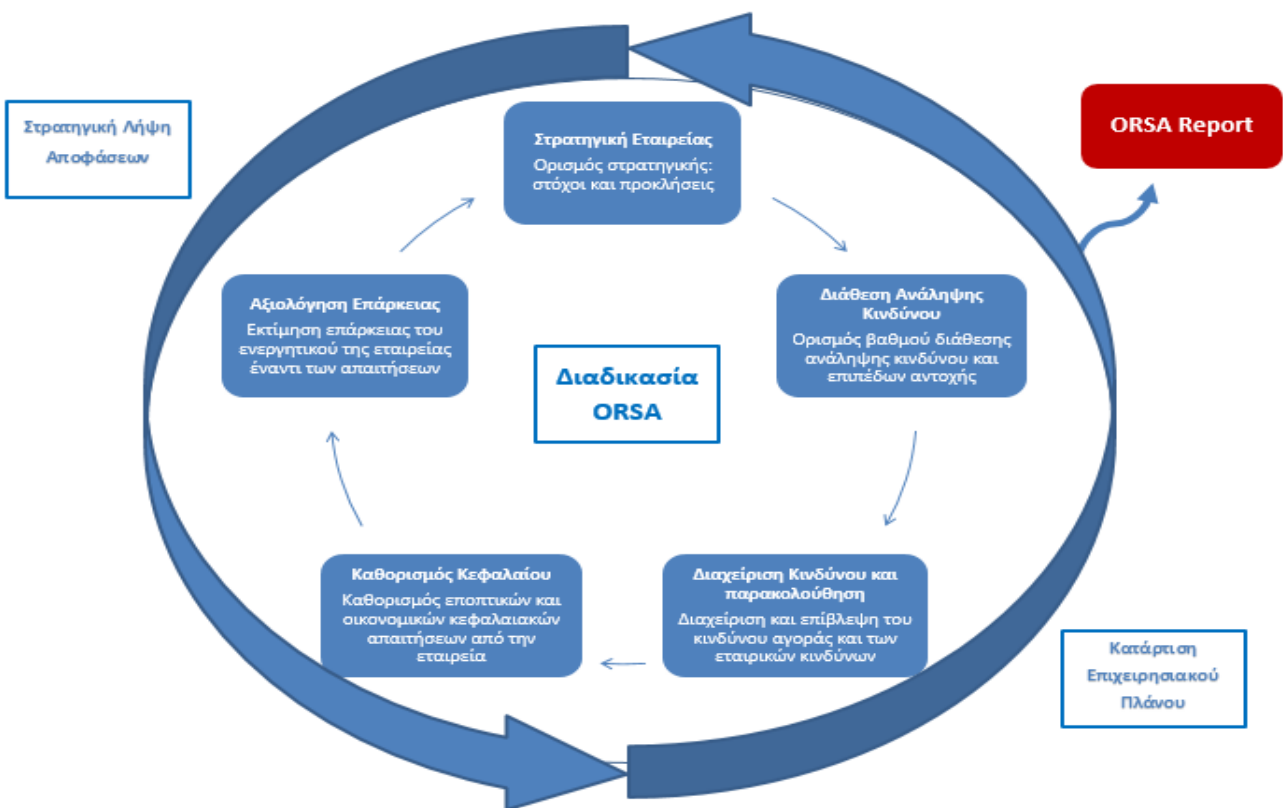 Στρατηγική Λήψη
Αποφάσεων
ORSA Report
Στρατηγική Εταιρείας
Ορισμός στρατηγικής:
στόχοι και προκλήσεις
Αξιολόγηση Επάρκειας
Εκτίμηση επάρκειας του
ενεργητικού της εταιρείας
έναντι των απαιτήσεων
Διάθεση Ανάληψης
Κινδύνου
Ορισμός βαθμού διάθεσης
ανάληψης κινδύνου και
επιπέδων αντοχής
Διαδικασία
ORSA
Καθορισμός Κεφαλαίου
Καθορισμός εποπτικών και
οικονομικών κεφαλαιακών
απαιτήσεων από την
εταιρεία
Διαχείριση Κινδύνου και
παρακολούθηση
Διαχείριση και επίβλεψη του
κινδύνου αγοράς και των
εταιρικών κινδύνων
Κατάρτιση
Επιχειρησιακού
Πλάνου